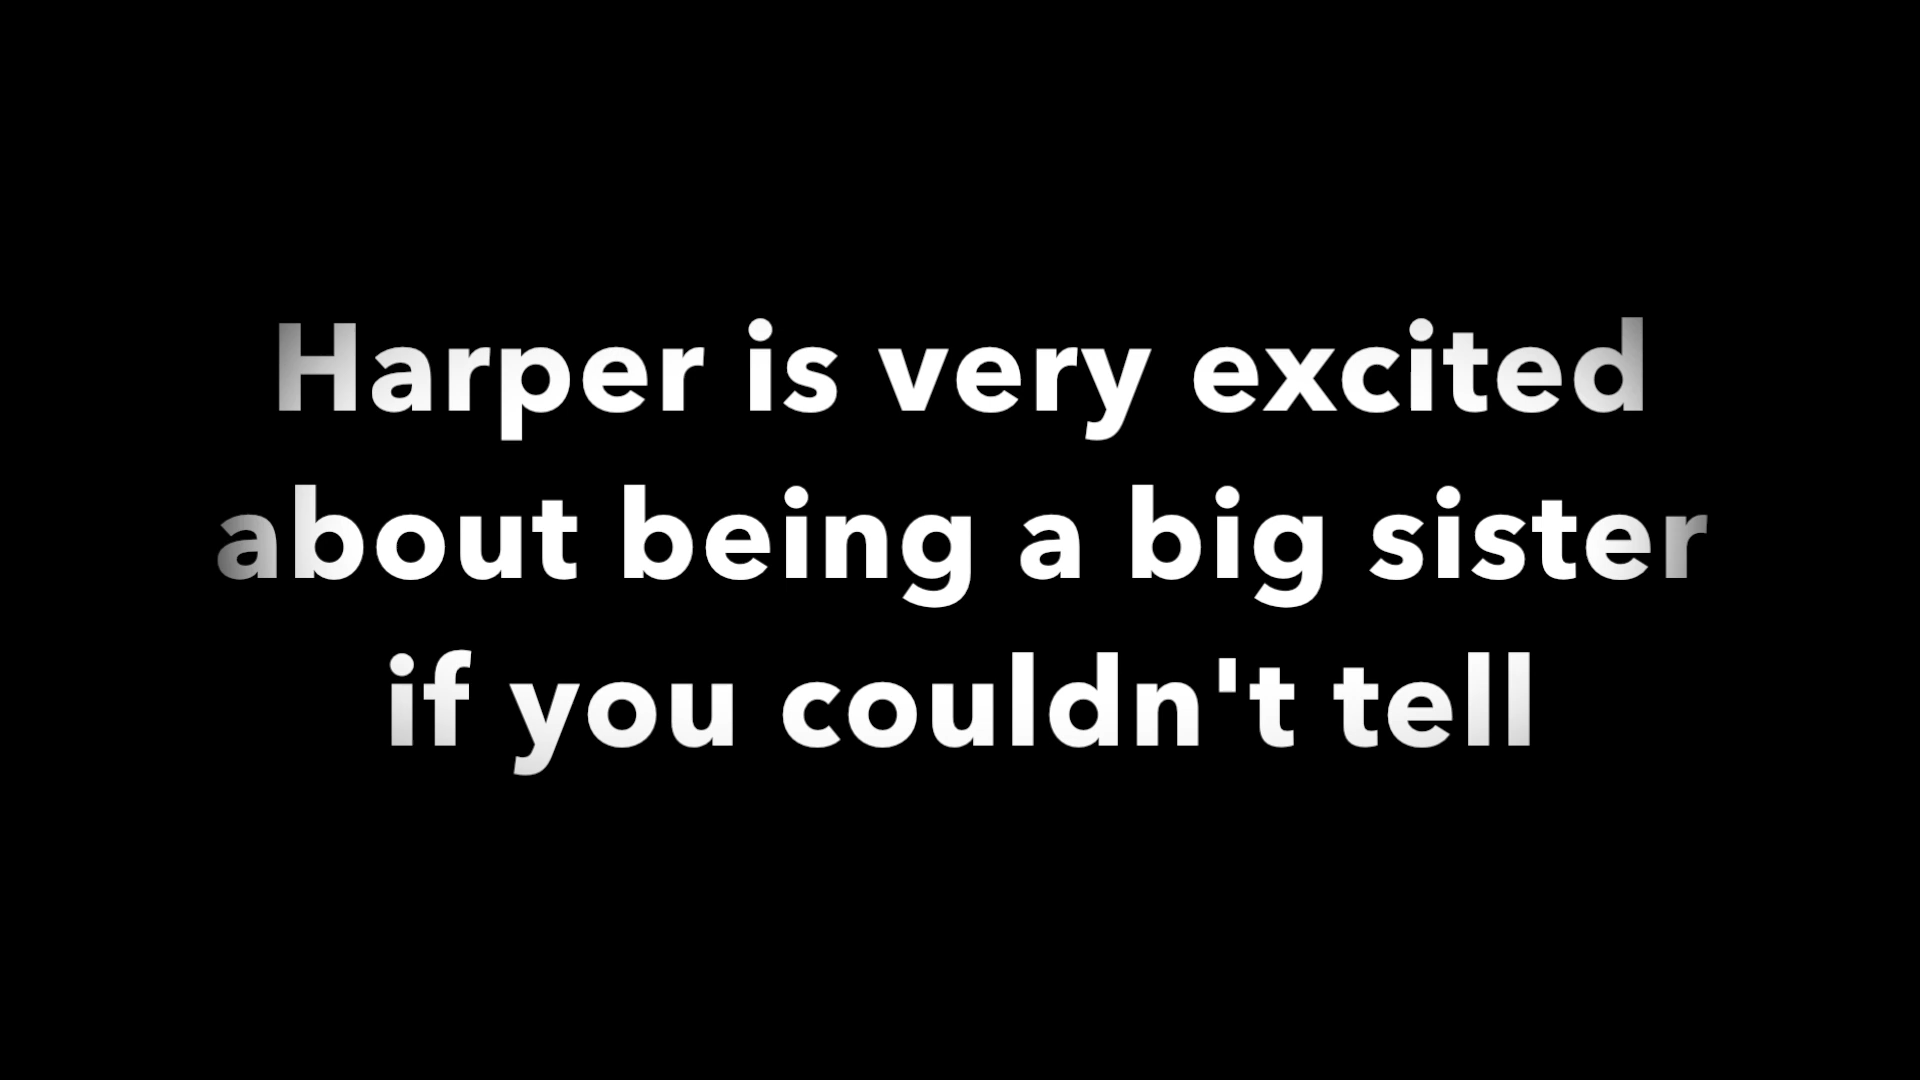 Harper is very excited
about being a big sister
if you couldn't tell